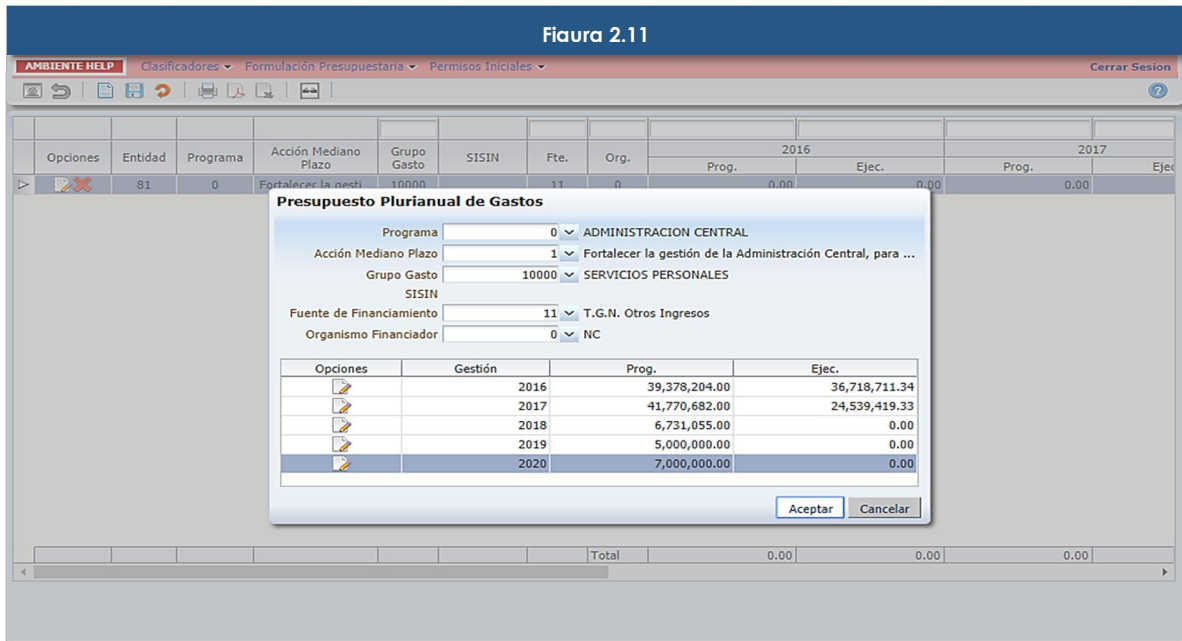 Fiaura 2.11
AMBIENTE HELP Clasificadores Formulación Presupuestaria Permisos Iniciales Cerrar Sesion
Opciones Entidad Programa Acción Mediano Plazo Grupo Gasto SISIN Fte. Org. 2016 2017
Prog. Ejec. Prog. Ejec
81 0 Fortalecer la gesti 10000 11 0 0.00 0.00 0.00
Presupuesto Plurianual de Gastos
Programa 0 ADMINISTRACION CENTRAL
Acción Mediano Plazo 1 Fortalecer la gestión de la Administración Central, para ...
Grupo Gasto 10000 SERVICIOS PERSONALES
SISIN
Fuente de Financiamiento 11 T.G.N. Otros Ingresos
Organismo Financiador 0 NC
Opciones Gestión Prog. Ejec.
2016 39,378,204.00 36,718,711.34
2017 41,770,682.00 24,539,419.33
2018 6,731,055.00 0.00
2019 5,000,000.00 0.00
2020 7,000,000.00 0.00
Aceptar Cancelar
Total 0.00 0.00 0.00